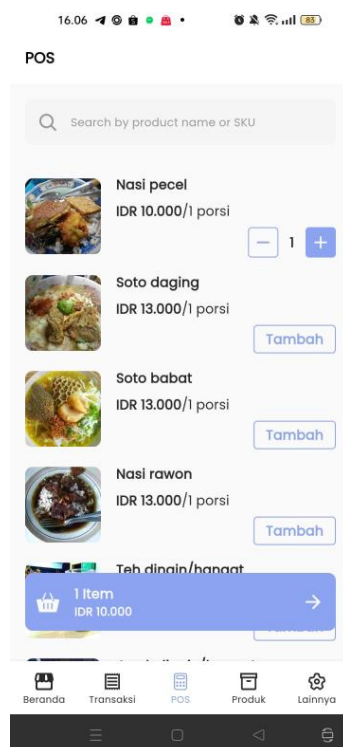 16.06
83
POS
Search by product name or SKU
Nasi pecel
IDR 10.000/1 porsi
1
Soto daging
IDR 13.000/1 porsi
Tambah
Soto babat
IDR 13.000/1 porsi
Tambah
Nasi rawon
IDR 13.000/1 porsi
Tambah
Teh dingin/hangat
1 Item
IDR 10.000
Tambah
Beranda
Transaksi
POS
Produk
Lainnya